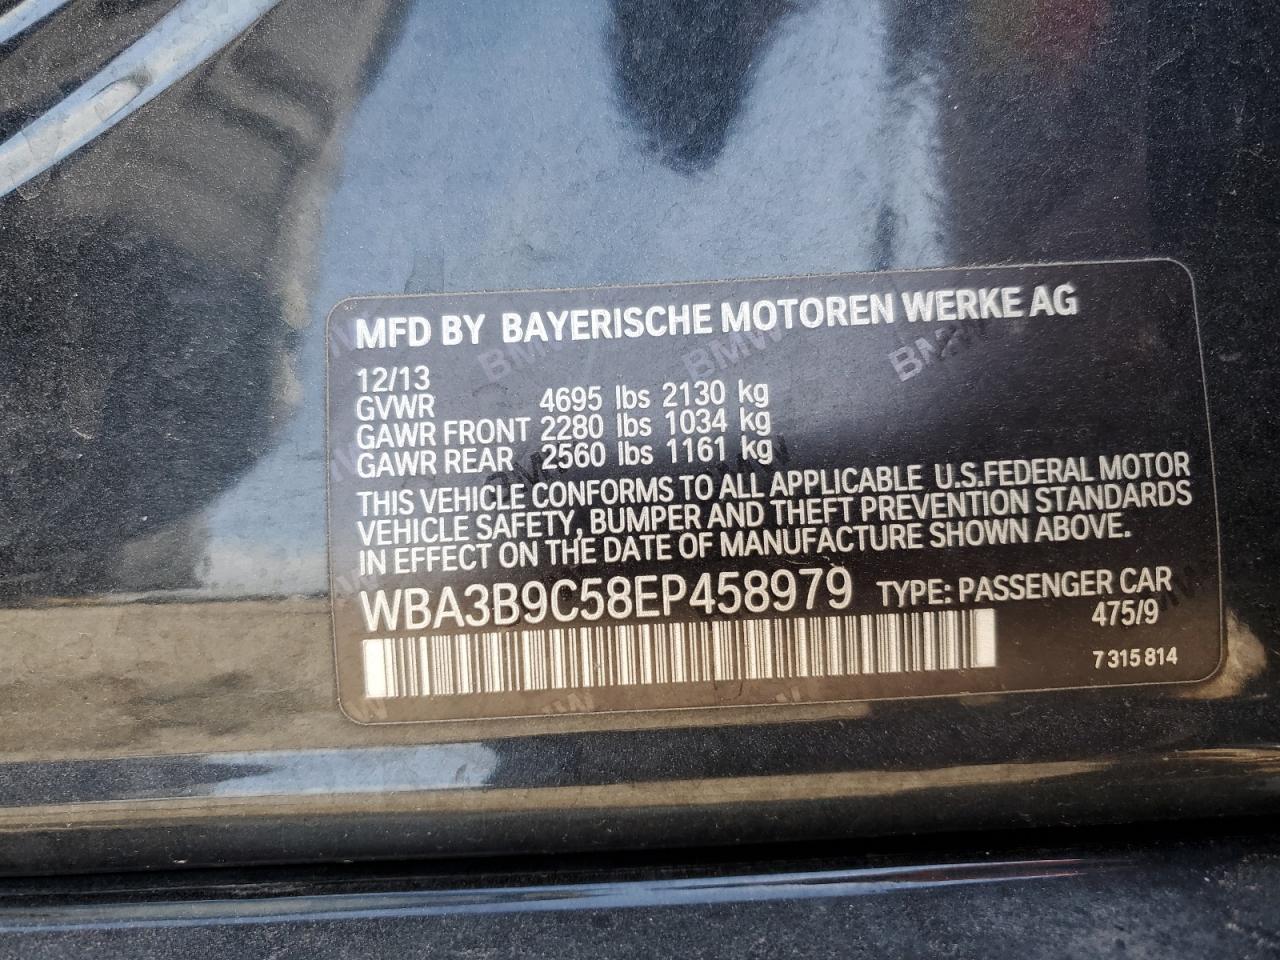 MFD BY BAYERISCHE MOTOREN WERKE AG
12/13
GVWR 4695 lbs 2130 kg
GAWR FRONT 2280 lbs 1034 kg
GAWR REAR 2560 lbs 1161 kg
THIS VEHICLE CONFORMS TO ALL APPLICABLE U.S.FEDERAL MOTOR
VEHICLE SAFETY, BUMPER AND THEFT PREVENTION STANDARDS
IN EFFECT ON THE DATE OF MANUFACTURE SHOWN ABOVE.
WBA3B9C58EP458979 TYPE: PASSENGER CAR
475/9
7 315 814